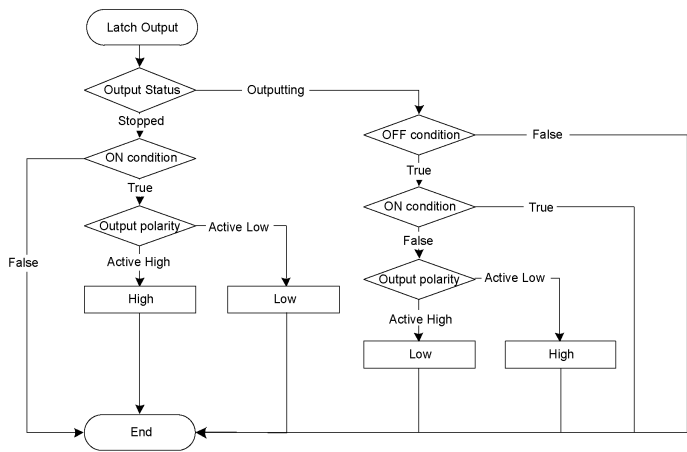 Latch Output
Output Status
Outputting
Stopped
OFF condition
False
ON condition
True
True
ON condition
True
Output polarity
Active Low
False
False
Active High
Output polarity
Active Low
High
Low
Active High
Low
High
End